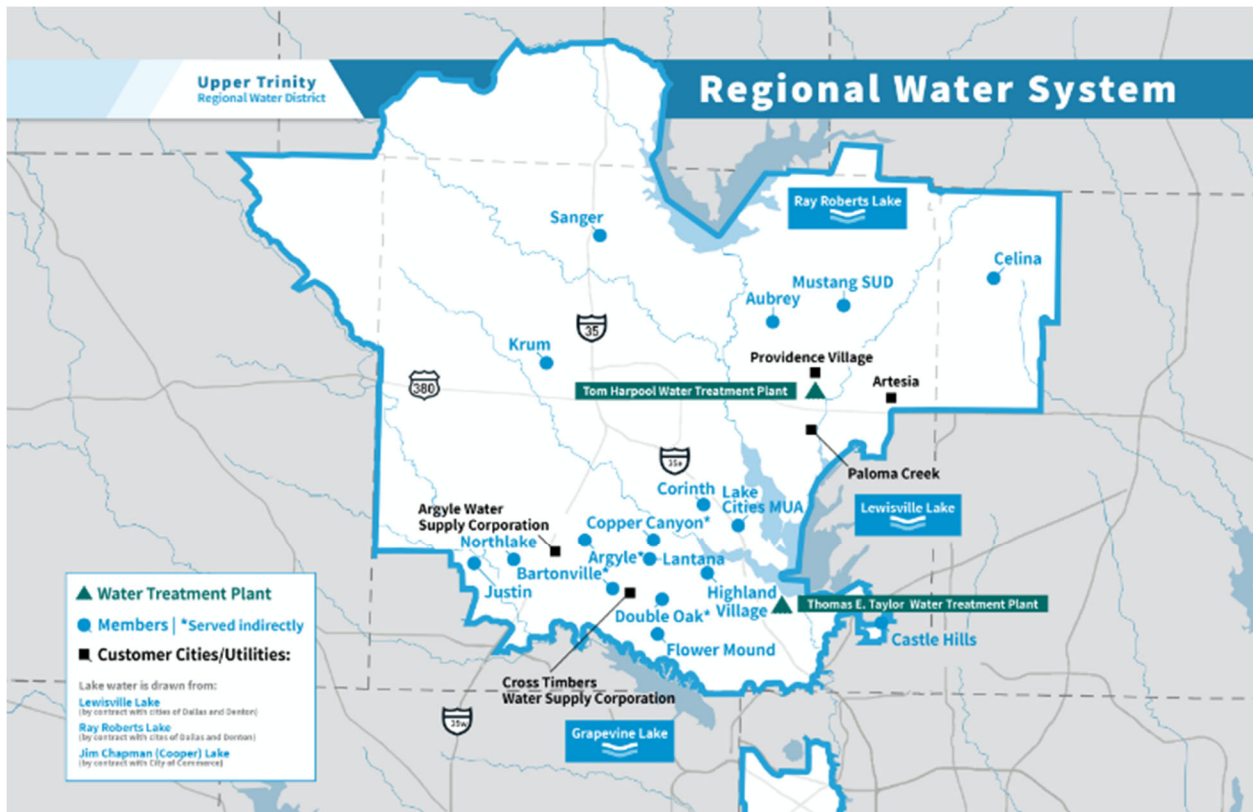 Upper Trinity
Regional Water District
Regional Water System
Ray Roberts Lake
Sanger
Celina
Mustang SUD
Aubrey
35
Krum
Providence Village
380
Tom Harpool Water Treatment Plant
Artesia
35e
Paloma Creek
Corinth
Lake
Cities MUA
Lewisville Lake
Argyle Water
Supply Corporation
Copper Canyon*
Northlake
Argyle*
Lantana
Bartonville*
Justin
Highland
Village
Thomas E. Taylor Water Treatment Plant
Double Oak*
Castle Hills
Flower Mound
Cross Timbers
Water Supply Corporation
35w
Grapevine Lake
Water Treatment Plant
Members | *Served indirectly
Customer Cities/Utilities:
Lake water is drawn from:
Lewisville Lake
(by contract with cities of Dallas and Denton)
Ray Roberts Lake
(by contract with cites of Dallas and Denton)
Jim Chapman (Cooper) Lake
(by contract with City of Commerce)